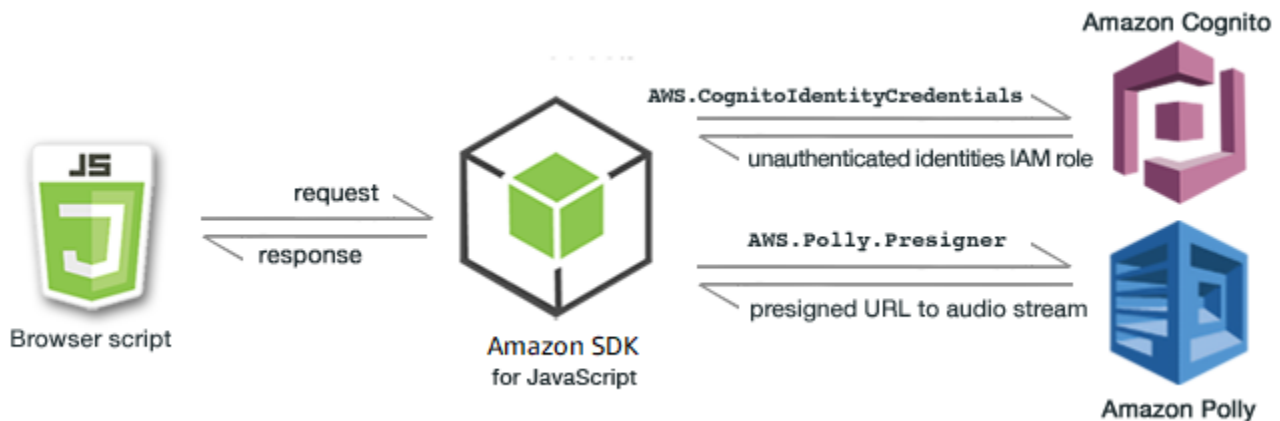 Amazon Cognito
AWS.CognitoIdentityCredentials
unauthenticated identities IAM role
JS
request
response
Browser script
Amazon SDK
for JavaScript
AWS.Polly.Presigner
presigned URL to audio stream
Amazon Polly